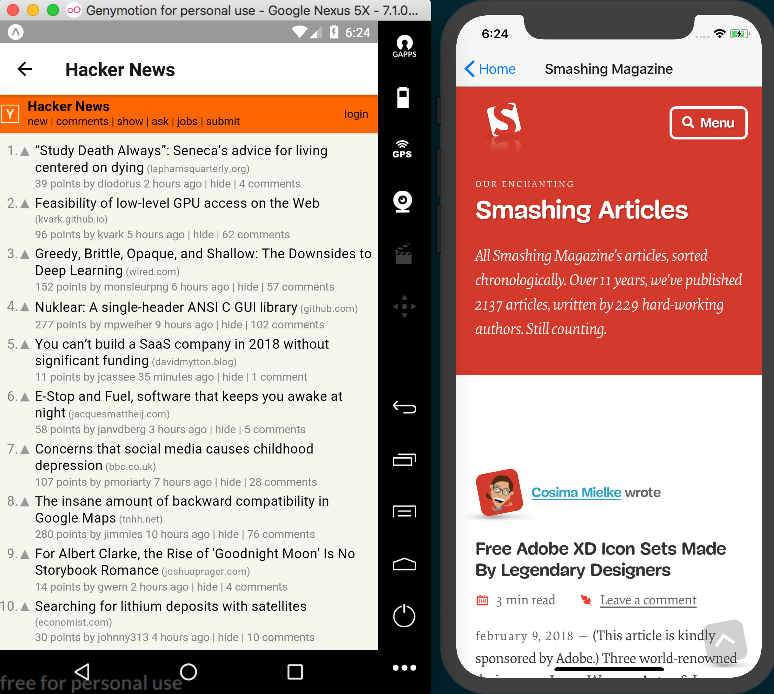 Genymotion for personal use - Google Nexus 5X - 7.1.0...
6:24
GAPPS
Hacker News
Y
Hacker News
new | comments | show | ask | jobs | submit
login
1. “Study Death Always”: Seneca's advice for living
centered on dying (laphamsquarterly.org)
39 points by diodorus 2 hours ago | hide | 4 comments
2. Feasibility of low-level GPU access on the Web
(kvark.github.io)
96 points by kvark 5 hours ago | hide | 62 comments
3. Greedy, Brittle, Opaque, and Shallow: The Downsides to
Deep Learning (wired.com)
152 points by monsieurpng 6 hours ago | hide | 57 comments
4. Nuklear: A single-header ANSI C GUI library (github.com)
277 points by mpweiher 9 hours ago | hide | 102 comments
5. You can’t build a SaaS company in 2018 without
significant funding (davidmytton.blog)
11 points by jcassee 35 minutes ago | hide | 1 comment
6. E-Stop and Fuel, software that keeps you awake at
night (jacquesmattheij.com)
58 points by janvdberg 3 hours ago | hide | 5 comments
7. Concerns that social media causes childhood
depression (bbc.co.uk)
107 points by pmoriarty 7 hours ago | hide | 28 comments
8. The insane amount of backward compatibility in
Google Maps (tnhh.net)
280 points by jimmies 10 hours ago | hide | 76 comments
9. For Albert Clarke, the Rise of 'Goodnight Moon' Is No
Storybook Romance (joshuaprager.com)
14 points by gwern 2 hours ago | hide | 4 comments
10. Searching for lithium deposits with satellites
(economist.com)
30 points by johnny313 4 hours ago | hide | 10 comments
GPS
free for personal use
6:24
Home
Smashing Magazine
S
Menu
OUR ENCHANTING
Smashing Articles
All Smashing Magazine's articles, sorted
chronologically. Over 11 years, we've published
2137 articles, written by 229 hard-working
authors. Still counting.
Cosima Mielke wrote
Free Adobe XD Icon Sets Made
By Legendary Designers
3 min read
Leave a comment
february 9, 2018 — (This article is kindly
sponsored by Adobe.) Three world-renowned